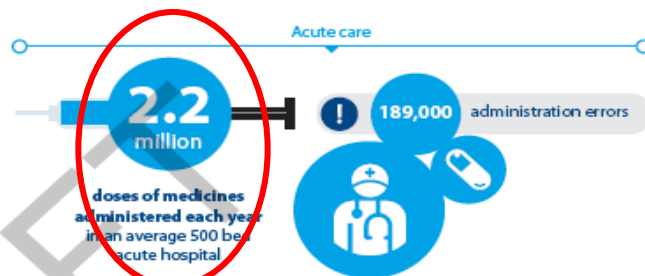 Acute care
2.2
million
! 189,000 administration errors
doses of medicines
administered each year
in an average 500 bed
acute hospital